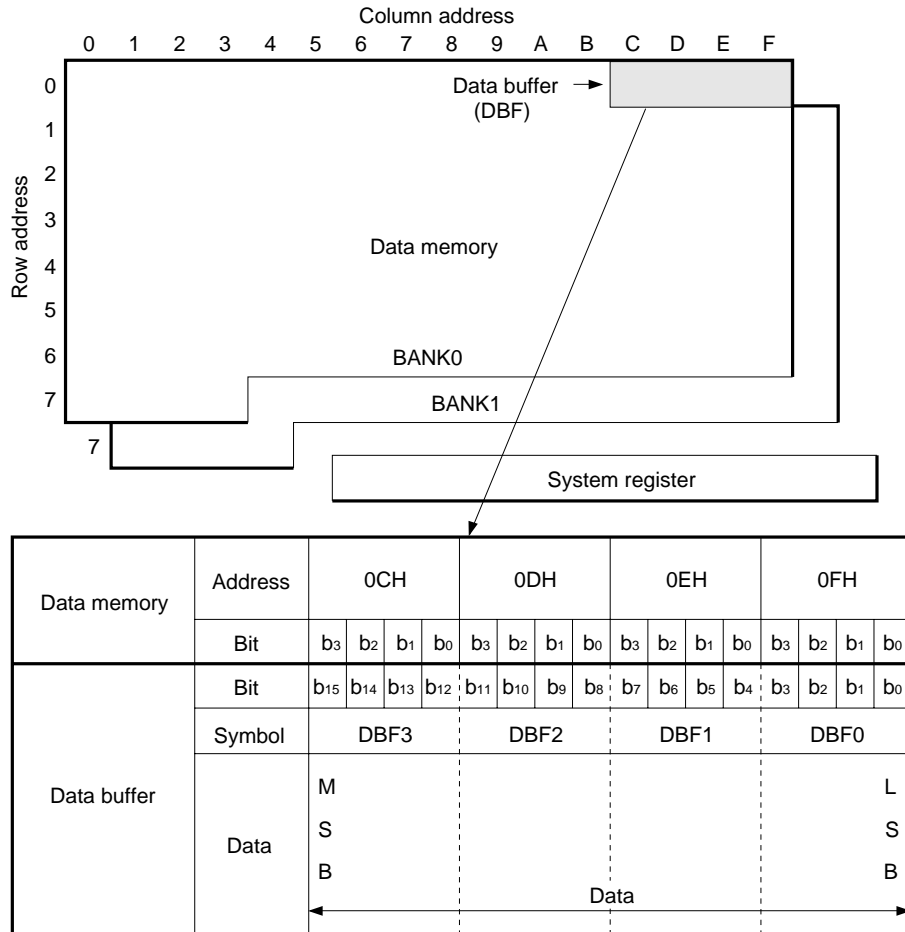 Column address
0 1 2 3 4 5 6 7 8 9 A B C D E F
Row address
0
1
2
3
4
5
6
7
7
Data buffer
(DBF)
Data memory
BANK0
BANK1
System register
Data memory
Address 0CH 0DH 0EH 0FH
Bit b3 b2 b1 b0 b3 b2 b1 b0 b3 b2 b1 b0 b3 b2 b1 b0
Data buffer
Bit b15 b14 b13 b12 b11 b10 b9 b8 b7 b6 b5 b4 b3 b2 b1 b0
Symbol DBF3 DBF2 DBF1 DBF0
Data
M L
S S
B B
Data